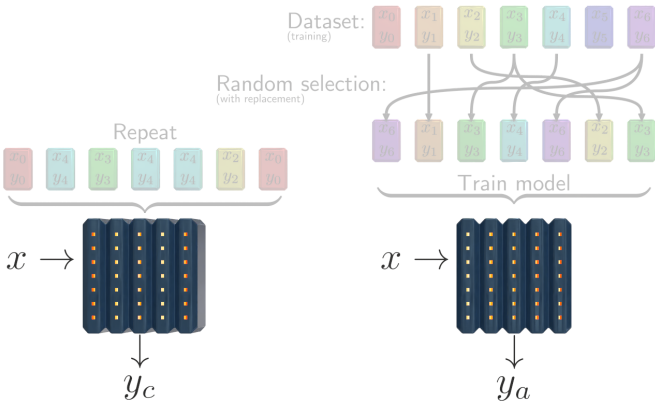 Dataset: x0 x1 x2 x3 x4 x5 x6
(training) y0 y1 y2 y3 y4 y5 y6
Random selection:
(with replacement)
x6 x1 x3 x4 x6 x2 x3
y6 y1 y3 y4 y6 y2 y3
Repeat
x0 x4 x3 x4 x4 x2 x0
y0 y4 y3 y4 y4 y2 y0
Train model
x → x →
yc ya